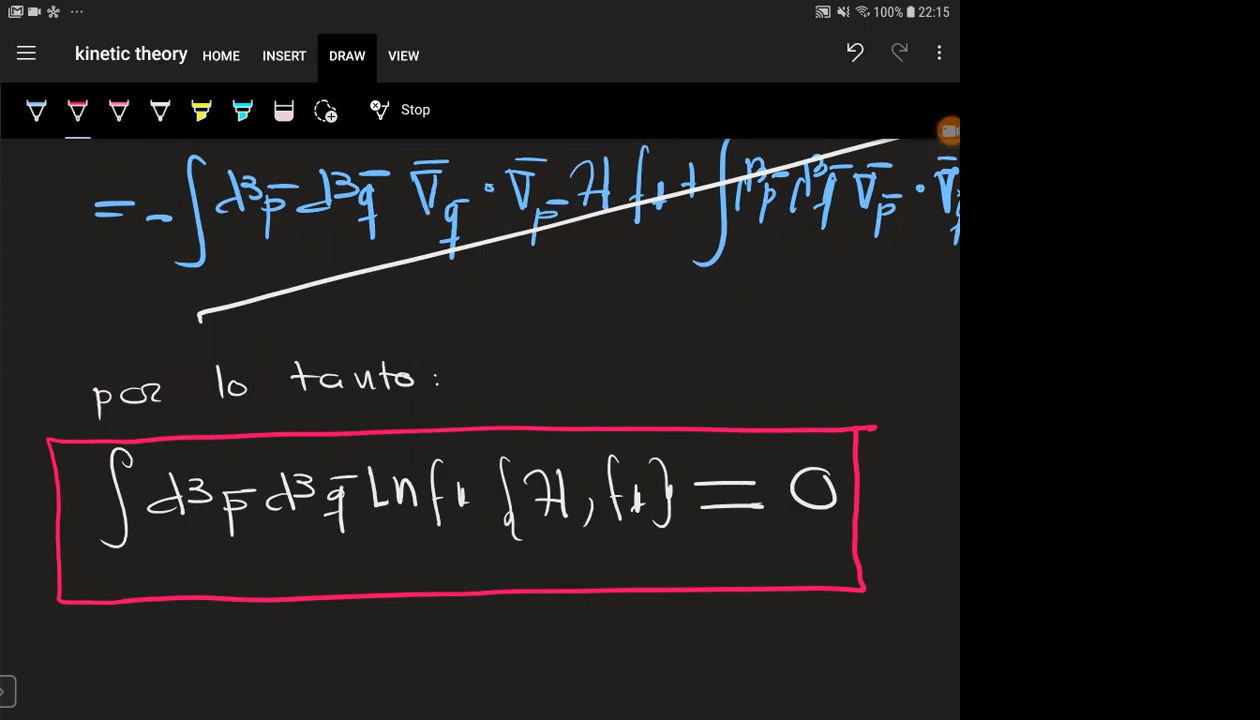 100% 22:15
kinetic theory HOME INSERT DRAW VIEW
Stop
= - ∫ d³p̄ d³q̄ ∇̄_q̄ · ∇̄_p̄ H f₁ + ∫ d³p̄ d³q̄ ∇̄_p̄ · ∇̄
por lo tanto:
∫ d³p̄ d³q̄ Ln f₁ {H, f₁} = 0